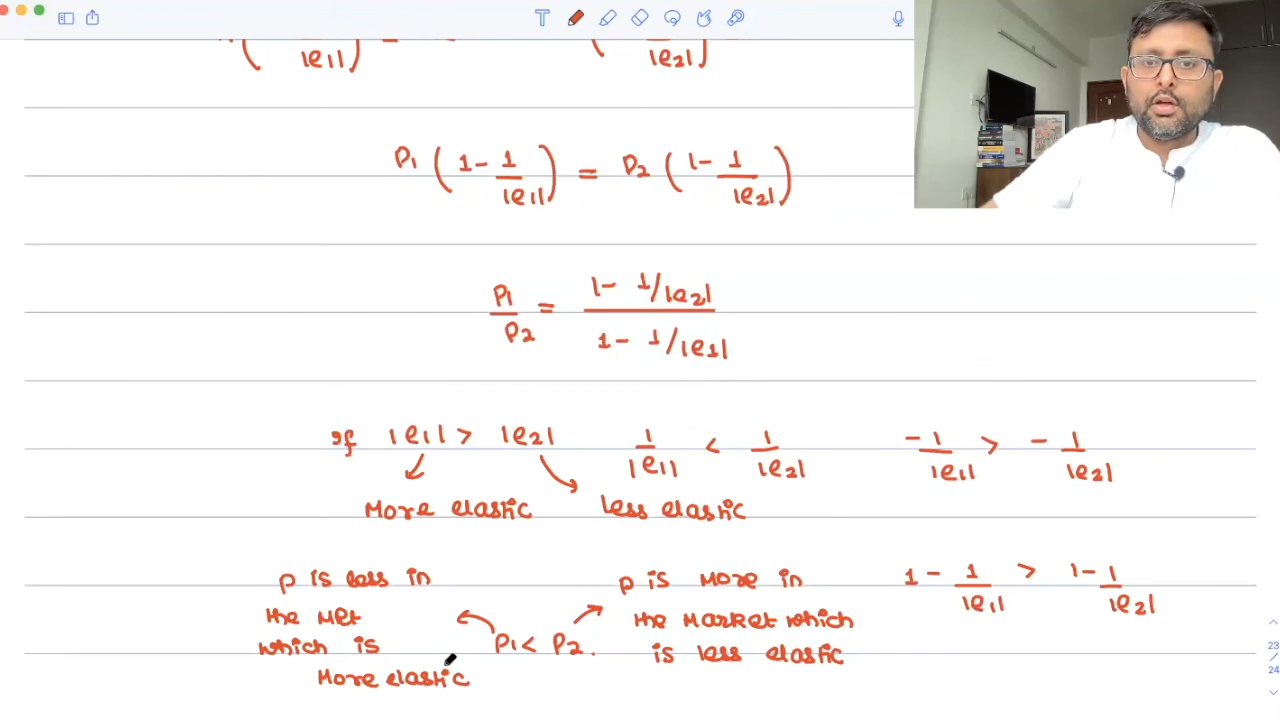 |e1| |e2|
P1 ( 1 - 1/|e1| ) = P2 ( 1 - 1/|e2| )
P1/P2 = (1 - 1/|e2|) / (1 - 1/|e1|)
If |e1| > |e2| 1/|e1| < 1/|e2| -1/|e1| > -1/|e2|
More elastic less elastic
P is less in P is More in 1 - 1/|e1| > 1 - 1/|e2|
the Mkt the Market which
which is P1 < P2. is less elastic
More elastic
23
/
24